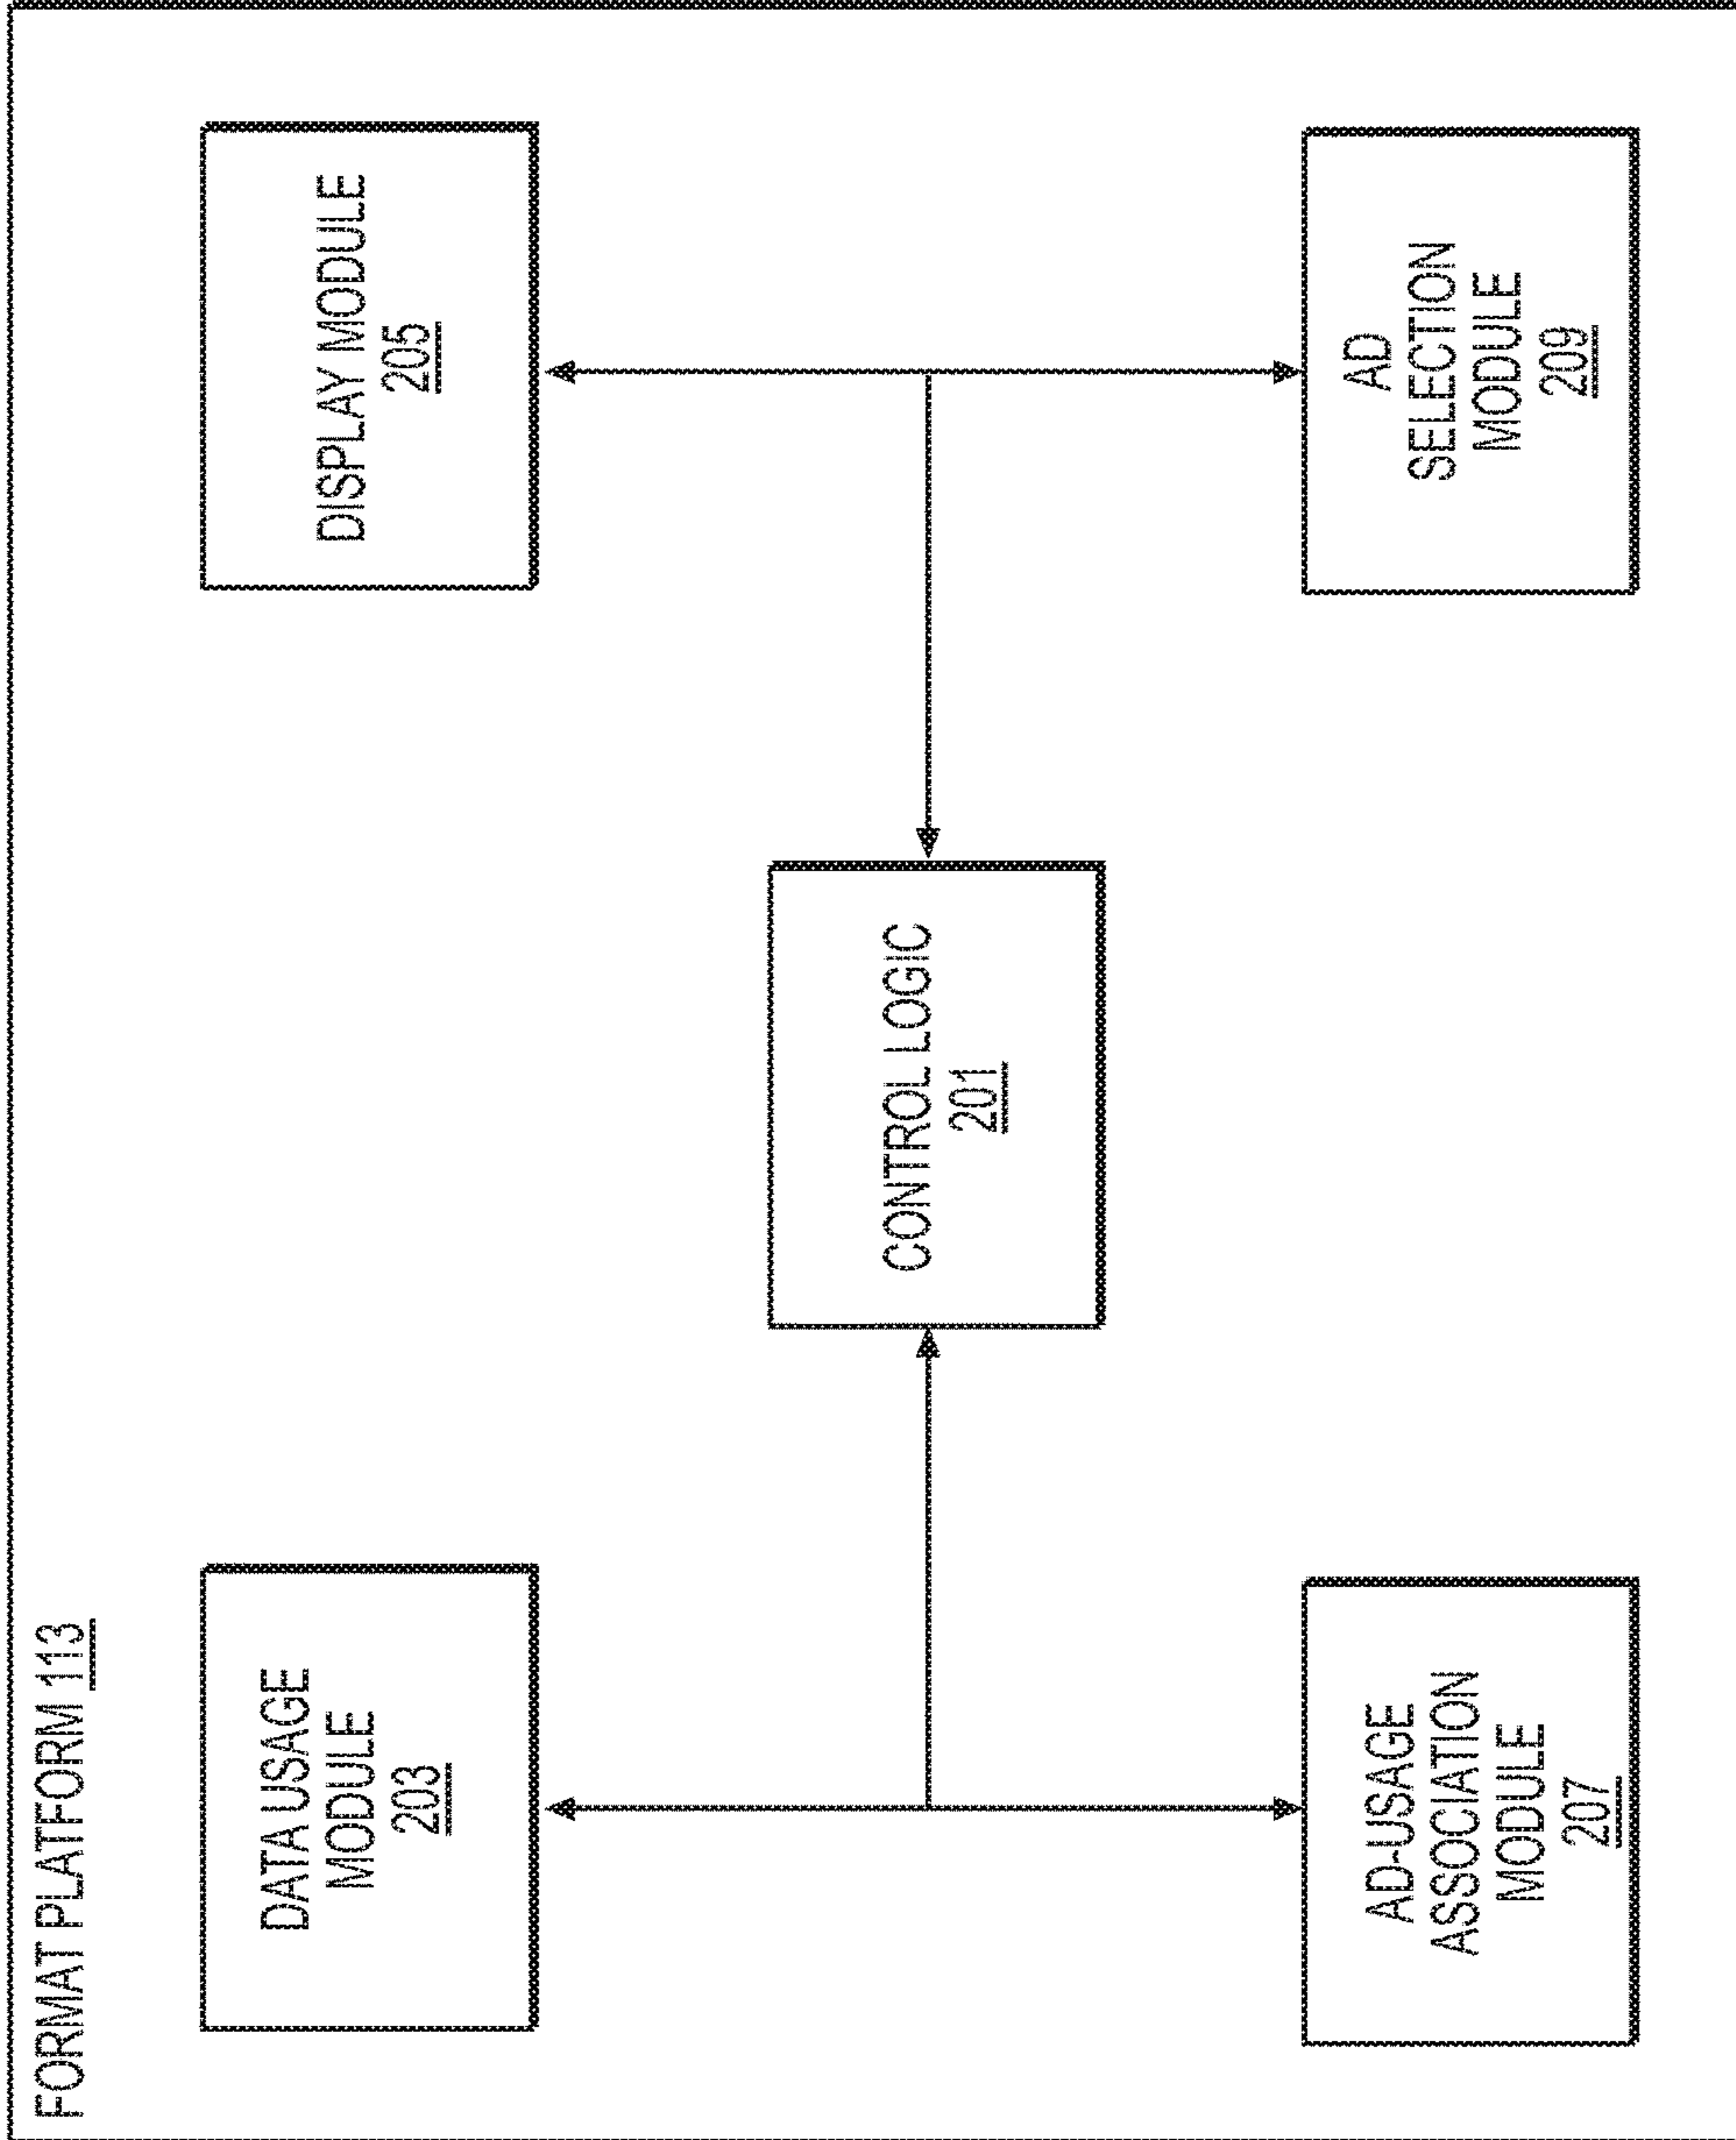 FORMAT PLATFORM 113
DATA USAGE
MODULE
203
DISPLAY MODULE
205
CONTROL LOGIC
201
AD-USAGE
ASSOCIATION
MODULE
207
AD
SELECTION
MODULE
209